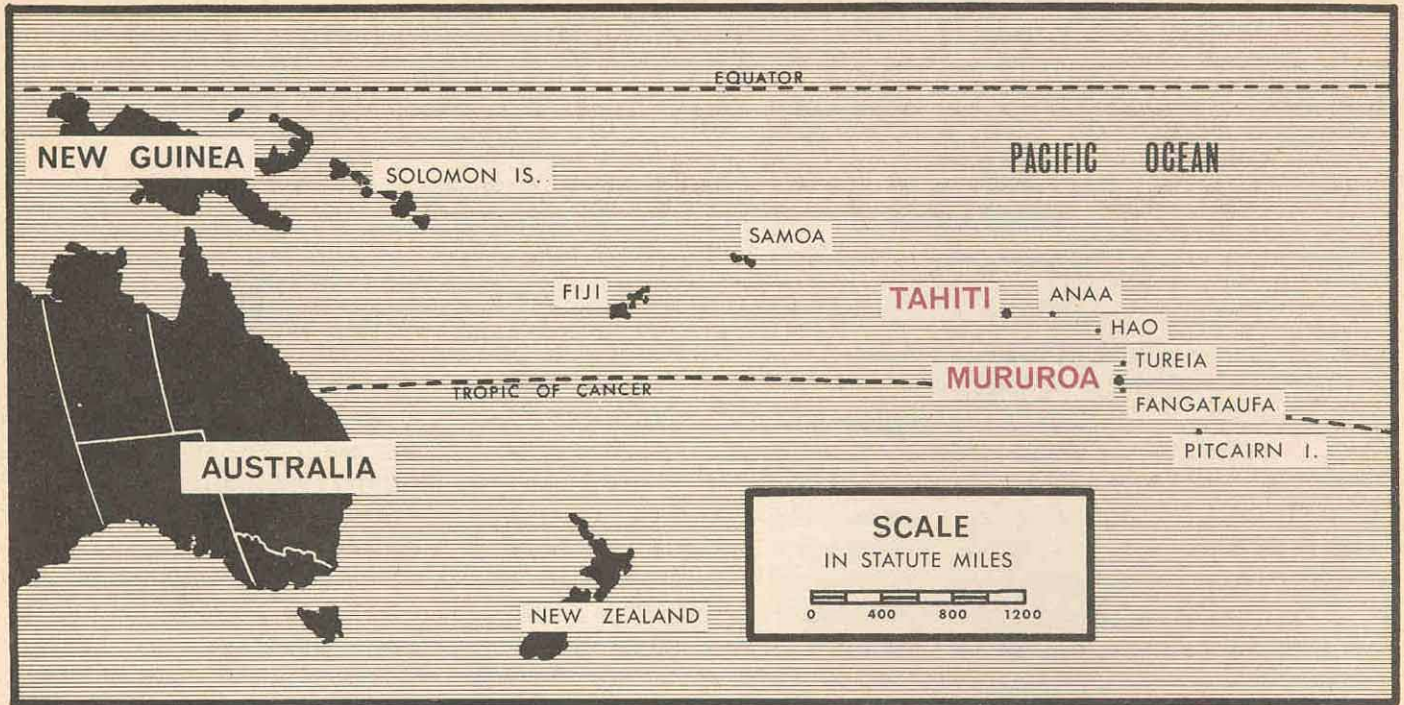 EQUATOR
NEW GUINEA
PACIFIC OCEAN
SOLOMON IS.
SAMOA
FIJI
TAHITI
ANAA
HAO
TUREIA
MURUROA
TROPIC OF CANCER
FANGATAUFA
PITCAIRN I.
AUSTRALIA
SCALE
IN STATUTE MILES
0 400 800 1200
NEW ZEALAND